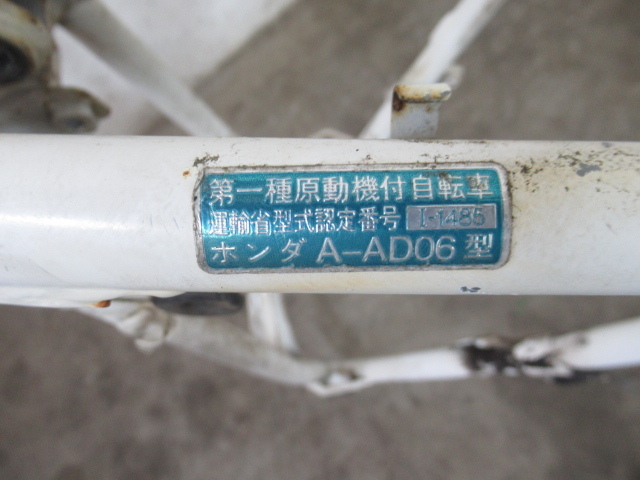 第一種原動機付自転車
運輸省型式認定番号 I-1485
ホンダ A-AD06 型